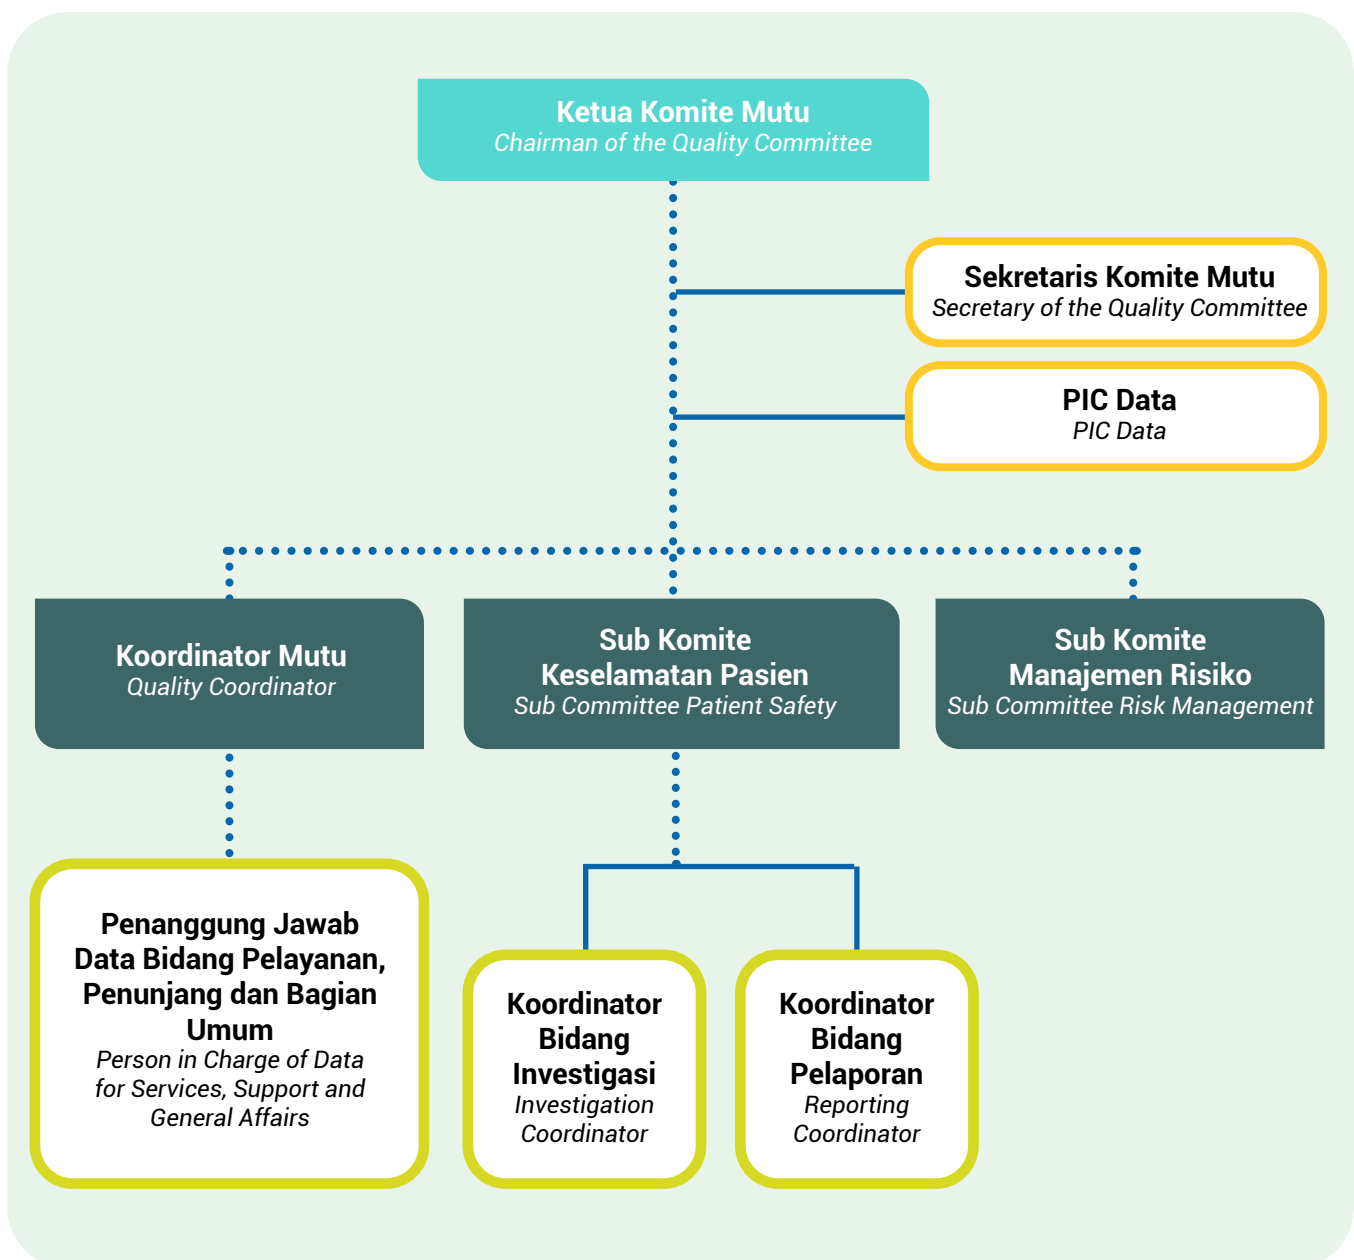 Ketua Komite Mutu
Chairman of the Quality Committee
Sekretaris Komite Mutu
Secretary of the Quality Committee
PIC Data
PIC Data
Koordinator Mutu
Quality Coordinator
Sub Komite
Keselamatan Pasien
Sub Committee Patient Safety
Sub Komite
Manajemen Risiko
Sub Committee Risk Management
Penanggung Jawab
Data Bidang Pelayanan,
Penunjang dan Bagian
Umum
Person in Charge of Data
for Services, Support and
General Affairs
Koordinator
Bidang
Investigasi
Investigation
Coordinator
Koordinator
Bidang
Pelaporan
Reporting
Coordinator